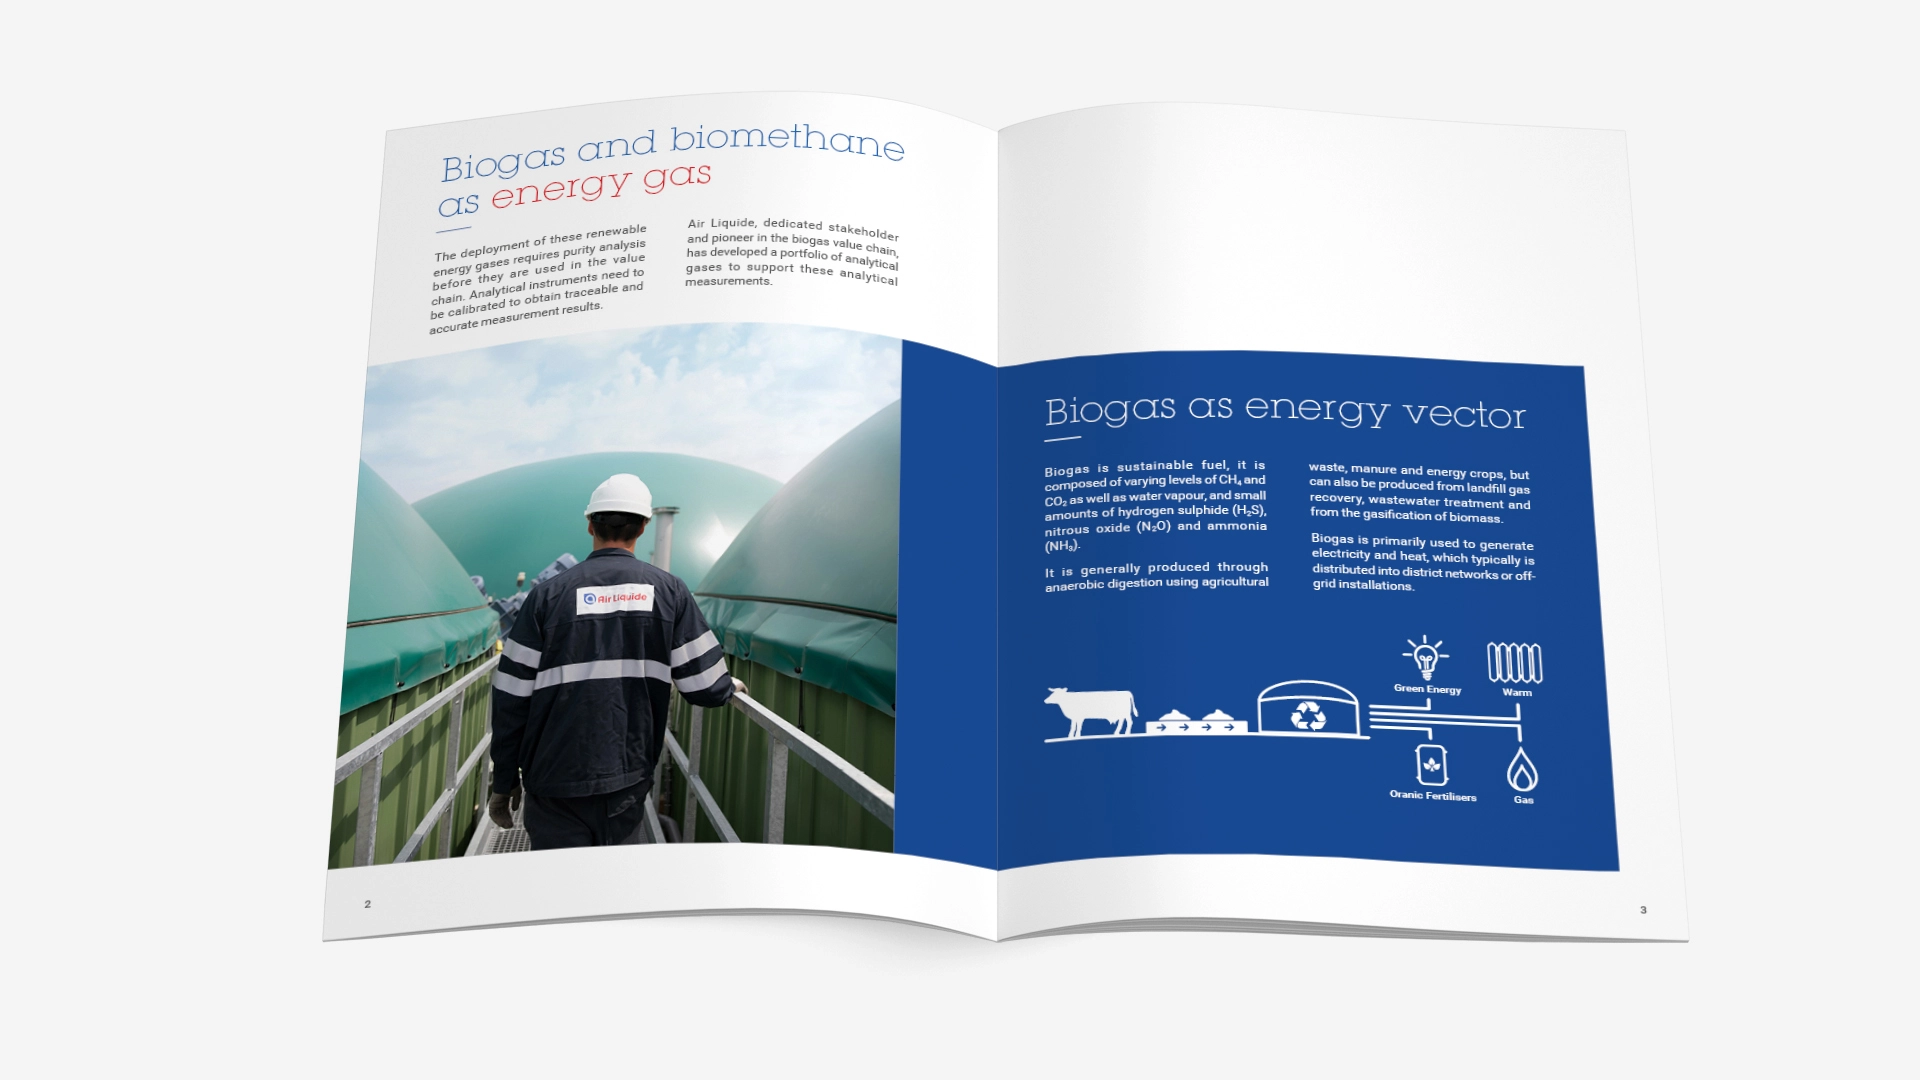 Biogas and biomethane
as energy gas
The deployment of these renewable
energy gases requires purity analysis
before they are used in the value
chain. Analytical instruments need to
be calibrated to obtain traceable and
accurate measurement results.
Air Liquide, dedicated stakeholder
and pioneer in the biogas value chain,
has developed a portfolio of analytical
gases to support these analytical
measurements.
Air Liquide
2
Biogas as energy vector
Biogas is sustainable fuel, it is
composed of varying levels of CH₄ and
CO₂ as well as water vapour, and small
amounts of hydrogen sulphide (H₂S),
nitrous oxide (N₂O) and ammonia
(NH₃).
It is generally produced through
anaerobic digestion using agricultural
waste, manure and energy crops, but
can also be produced from landfill gas
recovery, wastewater treatment and
from the gasification of biomass.
Biogas is primarily used to generate
electricity and heat, which typically is
distributed into district networks or off-
grid installations.
Green Energy
Warm
Oranic Fertilisers
Gas
3